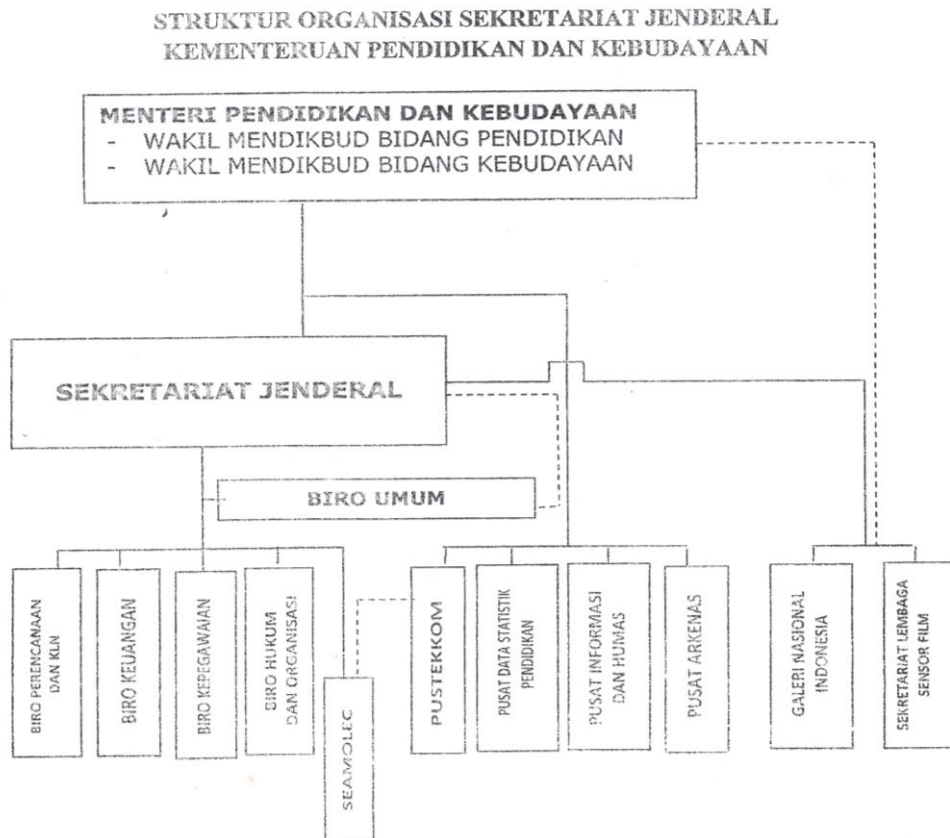 STRUKTUR ORGANISASI SEKRETARIAT JENDERAL
KEMENTERUAN PENDIDIKAN DAN KEBUDAYAAN
MENTERI PENDIDIKAN DAN KEBUDAYAAN
- WAKIL MENDIKBUD BIDANG PENDIDIKAN
- WAKIL MENDIKBUD BIDANG KEBUDAYAAN
SEKRETARIAT JENDERAL
BIRO UMUM
BIRO PERENCANAAN
DAN KLN
BIRO KEUANGAN
BIRO KEPEGAWAIAN
BIRO HUKUM
DAN ORGANISASI
SEAMOLEC
PUSTEKKOM
PUSAT DATA STATISTIK
PENDIDIKAN
PUSAT INFORMASI
DAN HUMAS
PUSAT ARKENAS
GALERI NASIONAL
INDONESIA
SEKRETARIAT LEMBAGA
SENSOR FILM